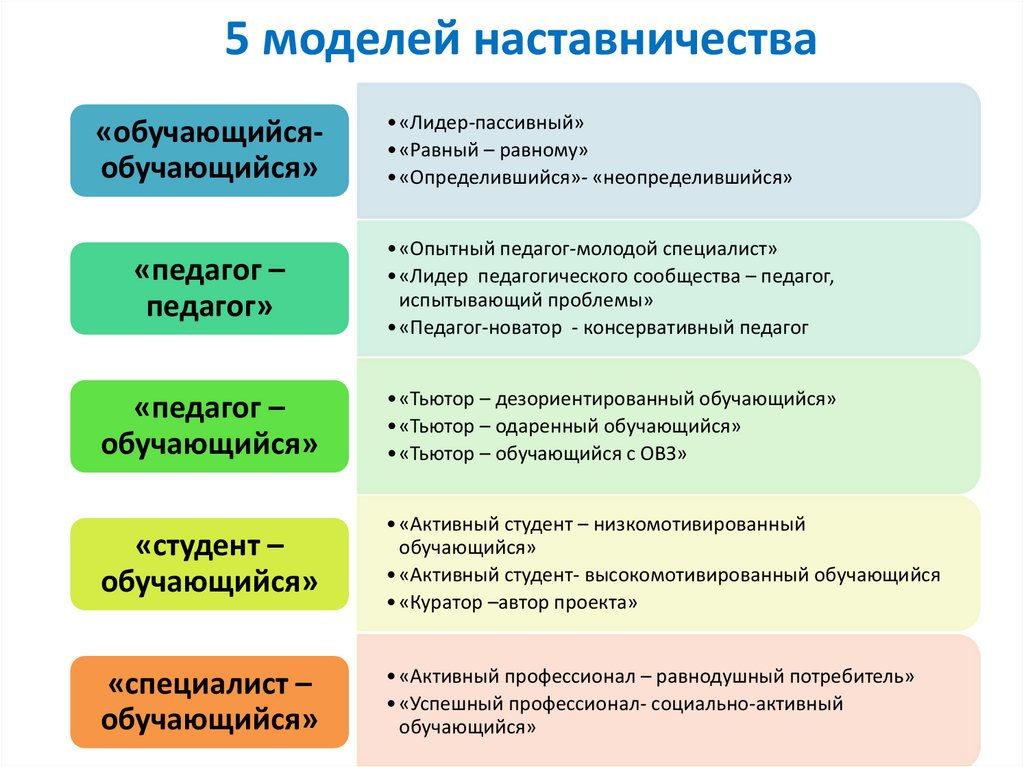 5 моделей наставничества
«обучающийся-
обучающийся»
•«Лидер-пассивный»
•«Равный – равному»
•«Определившийся»- «неопределившийся»
«педагог –
педагог»
•«Опытный педагог-молодой специалист»
•«Лидер  педагогического сообщества – педагог,
испытывающий проблемы»
•«Педагог-новатор  - консервативный педагог
«педагог –
обучающийся»
•«Тьютор – дезориентированный обучающийся»
•«Тьютор – одаренный обучающийся»
•«Тьютор – обучающийся с ОВЗ»
«студент –
обучающийся»
•«Активный студент – низкомотивированный
обучающийся»
•«Активный студент- высокомотивированный обучающийся
•«Куратор –автор проекта»
«специалист –
обучающийся»
•«Активный профессионал – равнодушный потребитель»
•«Успешный профессионал- социально-активный
обучающийся»